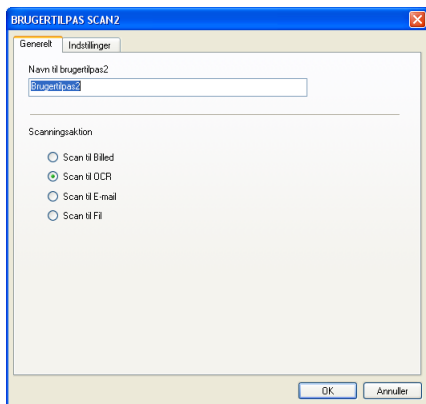 BRUGERTILPAS SCAN2
Generelt Indstillinger
Navn til brugertilpas2
Brugertilpas2
Scanningsaktion
Scan til Billed
Scan til OCR
Scan til E-mail
Scan til Fil
OK Annuller